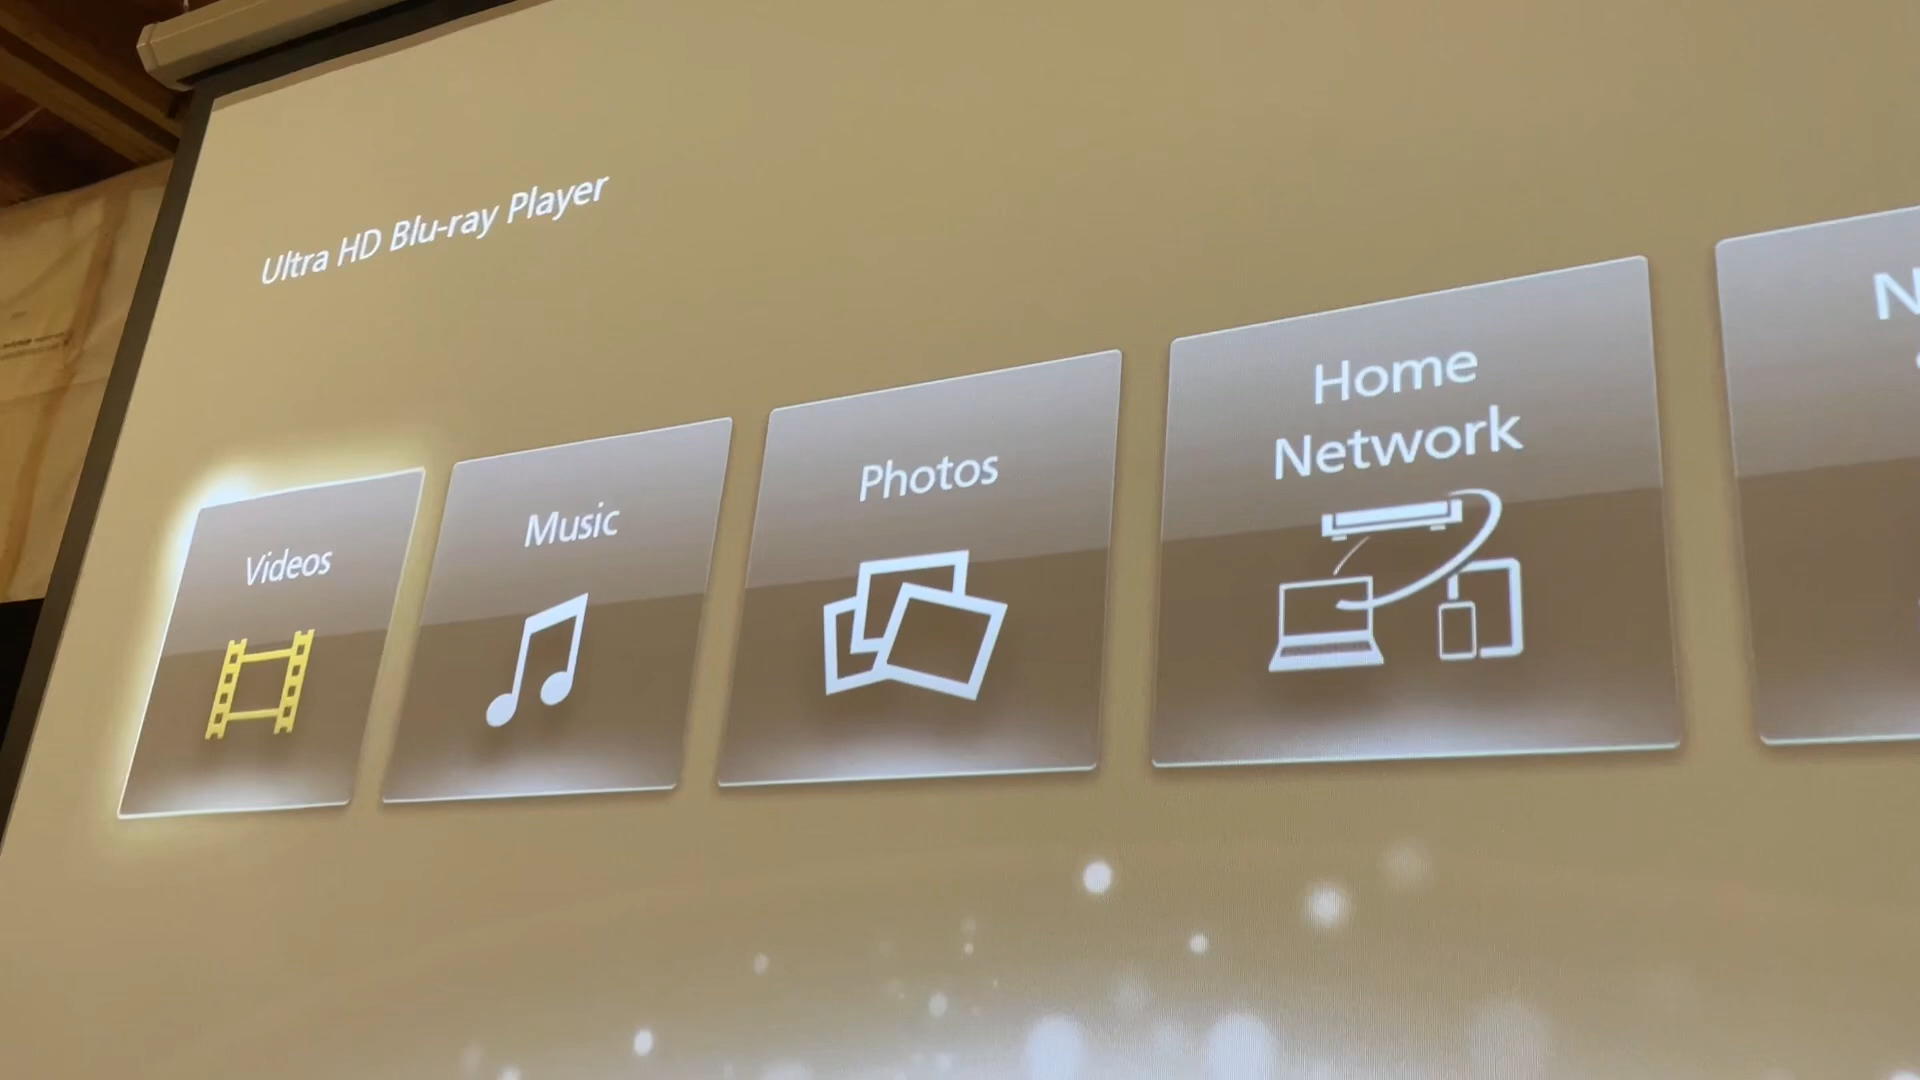 Ultra HD Blu-ray Player
Videos
Music
Photos
Home
Network
N